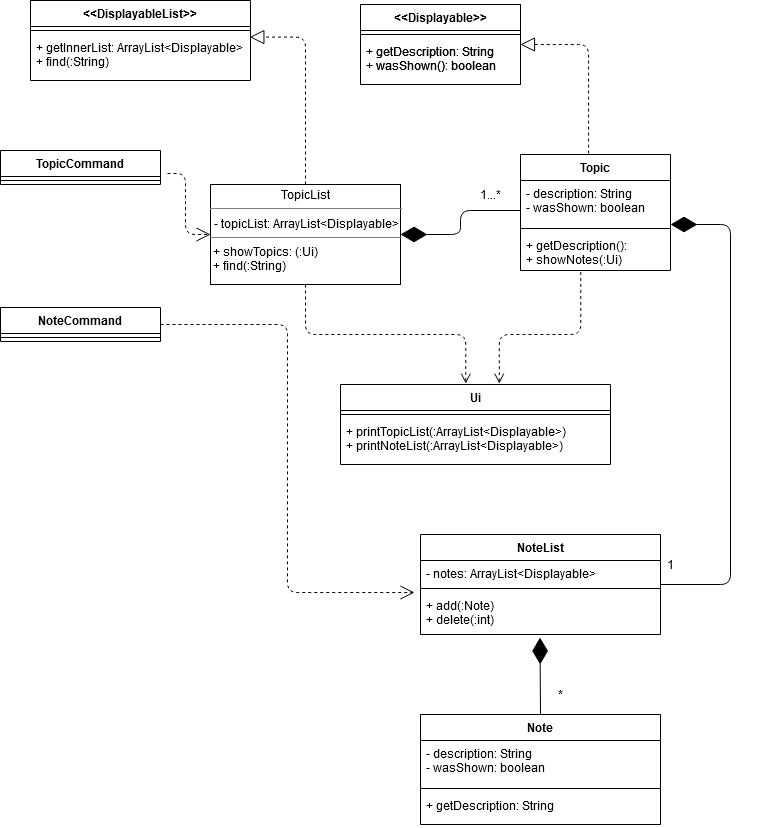 <<DisplayableList>>
+ getInnerList: ArrayList<Displayable>
+ find(:String)
<<Displayable>>
+ getDescription: String
+ wasShown(): boolean
TopicCommand
TopicList
- topicList: ArrayList<Displayable>
+ showTopics: (:Ui)
+ find(:String)
1...*
Topic
- description: String
- wasShown: boolean
+ getDescription():
+ showNotes(:Ui)
NoteCommand
Ui
+ printTopicList(:ArrayList<Displayable>)
+ printNoteList(:ArrayList<Displayable>)
NoteList
- notes: ArrayList<Displayable>
+ add(:Note)
+ delete(:int)
1
*
Note
- description: String
- wasShown: boolean
+ getDescription: String